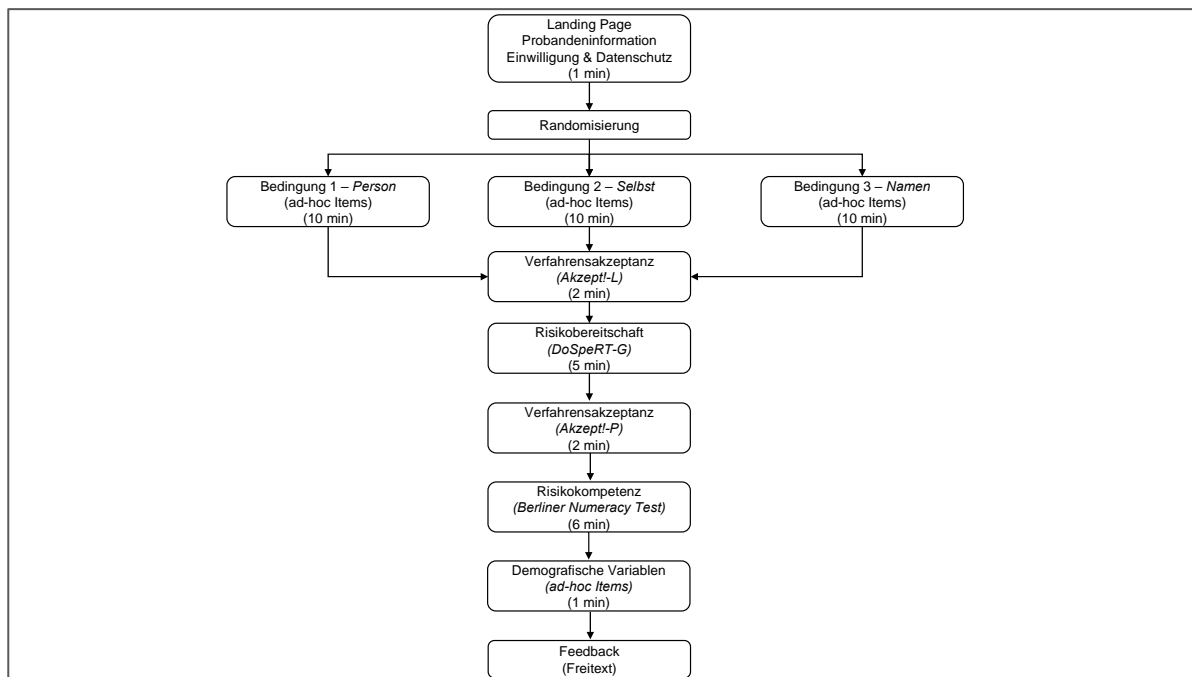 Landing Page
Probandeninformation
Einwilligung & Datenschutz
(1 min)
Randomisierung
Bedingung 1 – Person
(ad-hoc Items)
(10 min)
Bedingung 2 – Selbst
(ad-hoc Items)
(10 min)
Bedingung 3 – Namen
(ad-hoc Items)
(10 min)
Verfahrensakzeptanz
(Akzept!-L)
(2 min)
Risikobereitschaft
(DoSpeRT-G)
(5 min)
Verfahrensakzeptanz
(Akzept!-P)
(2 min)
Risikokompetenz
(Berliner Numeracy Test)
(6 min)
Demografische Variablen
(ad-hoc Items)
(1 min)
Feedback
(Freitext)